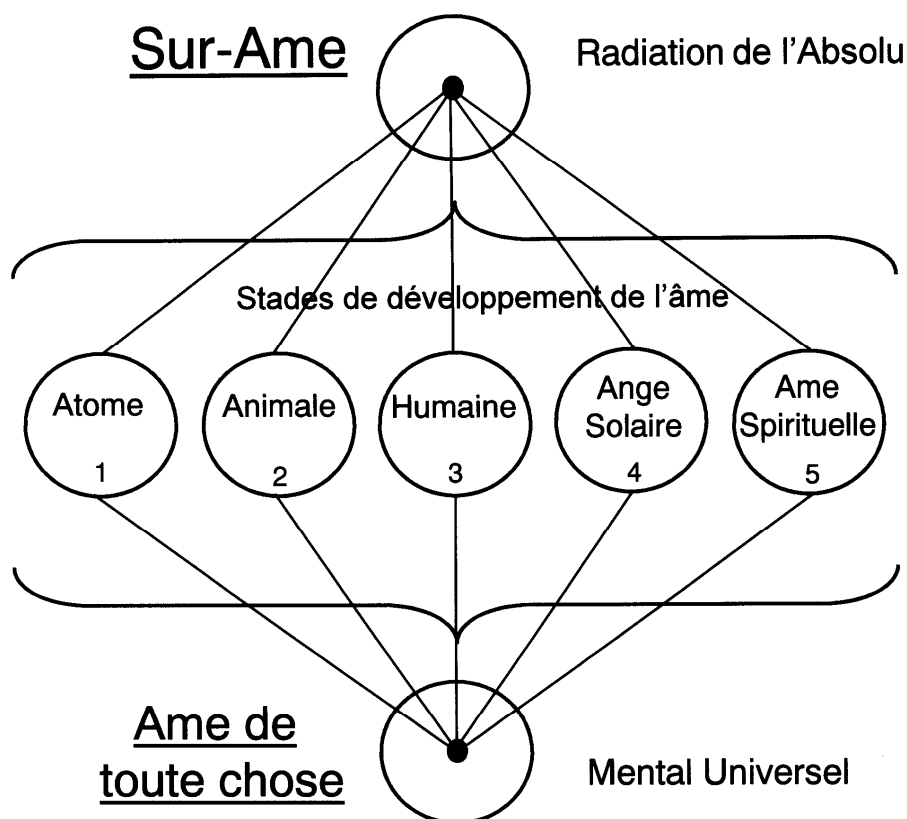 Sur-Ame
Radiation de l'Absolu
Stades de développement de l'âme
Atome
1
Animale
2
Humaine
3
Ange
Solaire
4
Ame
Spirituelle
5
Ame de
toute chose
Mental Universel